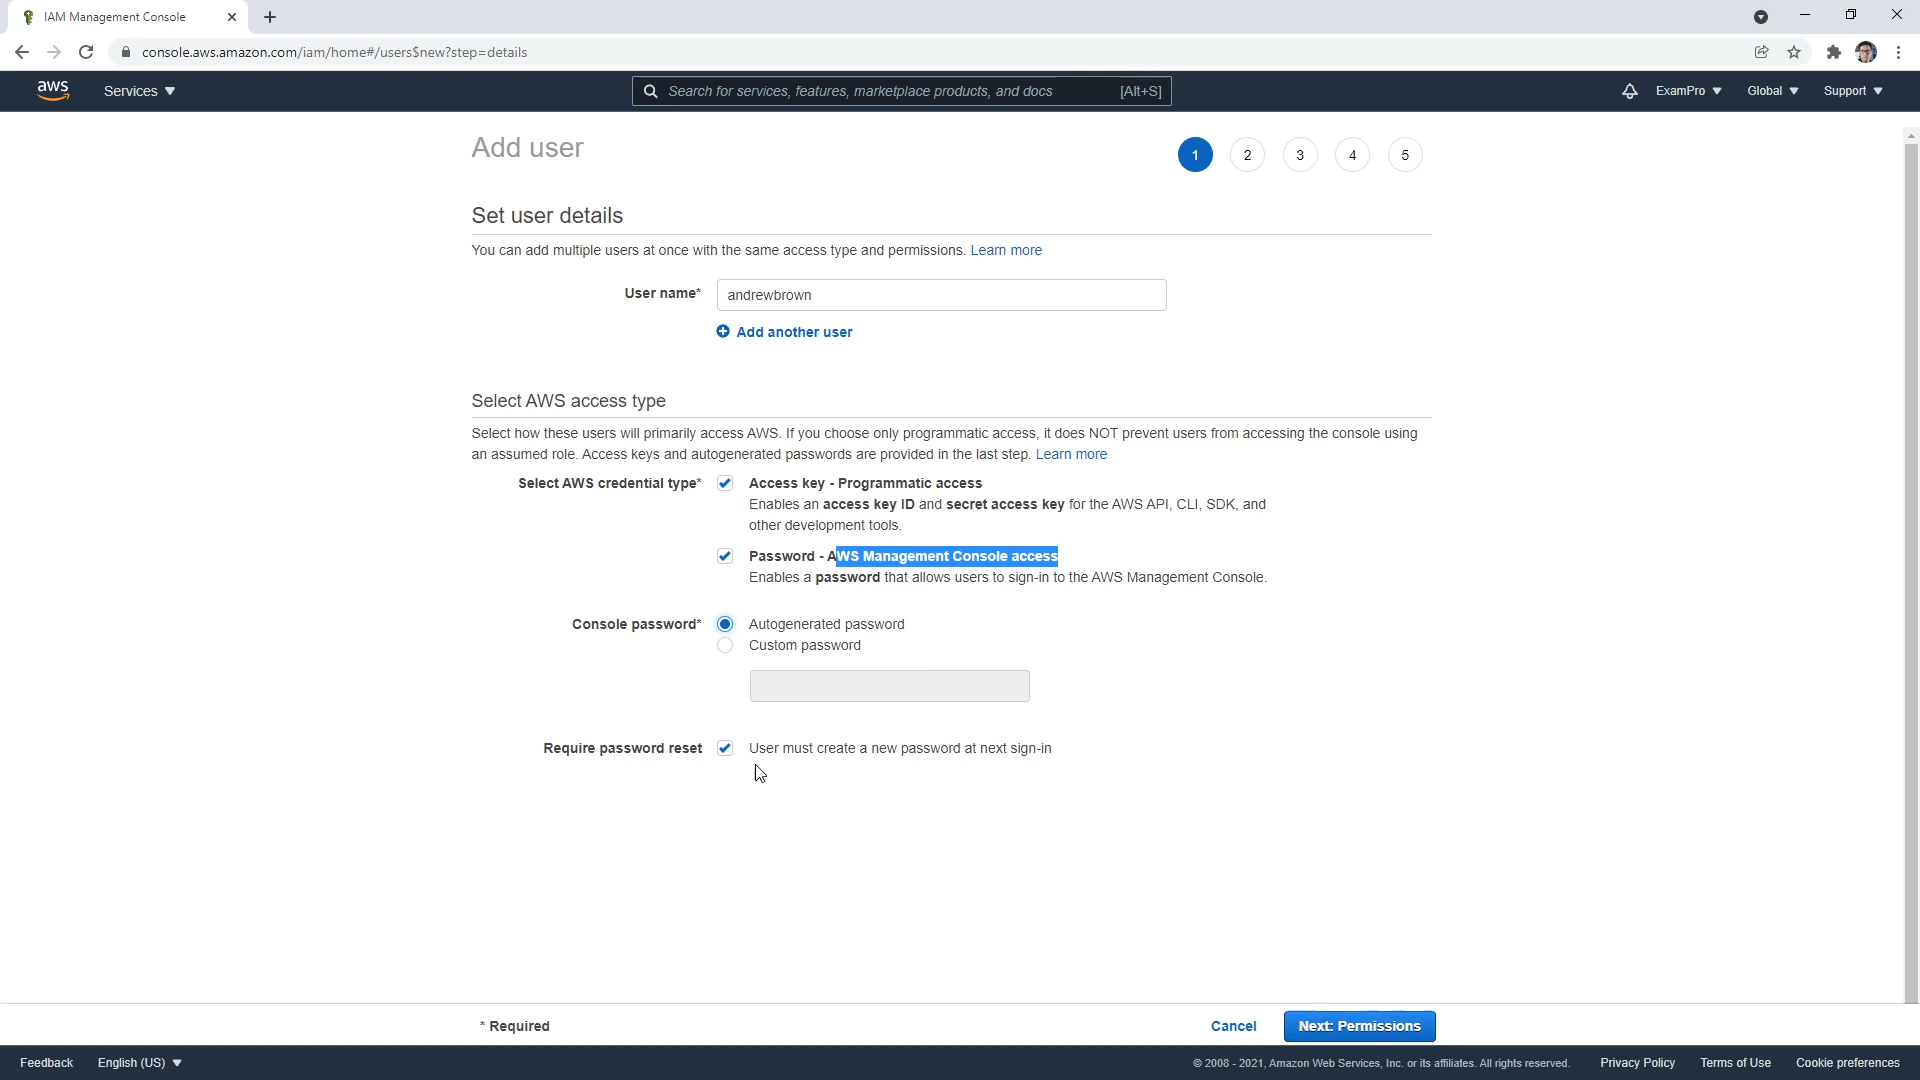 IAM Management Console
console.aws.amazon.com/iam/home#/users$new?step=details
aws
Services
Search for services, features, marketplace products, and docs [Alt+S]
ExamPro
Global
Support
Add user
1 2 3 4 5
Set user details
You can add multiple users at once with the same access type and permissions. Learn more
User name* andrewbrown
Add another user
Select AWS access type
Select how these users will primarily access AWS. If you choose only programmatic access, it does NOT prevent users from accessing the console using
an assumed role. Access keys and autogenerated passwords are provided in the last step. Learn more
Select AWS credential type* Access key - Programmatic access
Enables an access key ID and secret access key for the AWS API, CLI, SDK, and
other development tools.
Password - AWS Management Console access
Enables a password that allows users to sign-in to the AWS Management Console.
Console password* Autogenerated password
Custom password
Require password reset User must create a new password at next sign-in
* Required
Cancel
Next: Permissions
Feedback
English (US)
© 2008 - 2021, Amazon Web Services, Inc. or its affiliates. All rights reserved.
Privacy Policy
Terms of Use
Cookie preferences